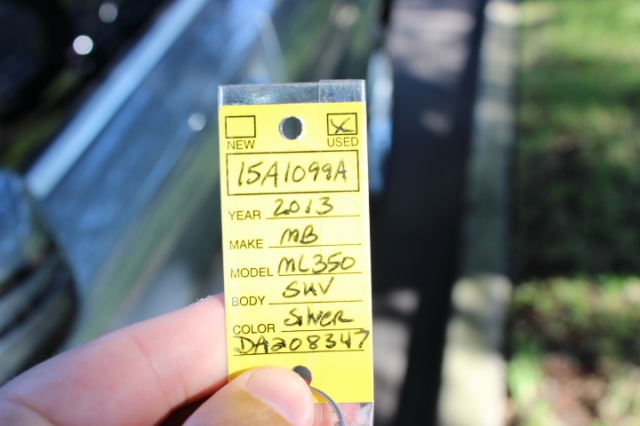 NEW USED
15A1099A
YEAR 2013
MAKE MB
MODEL ML350
BODY SUV
COLOR Silver
DA208347